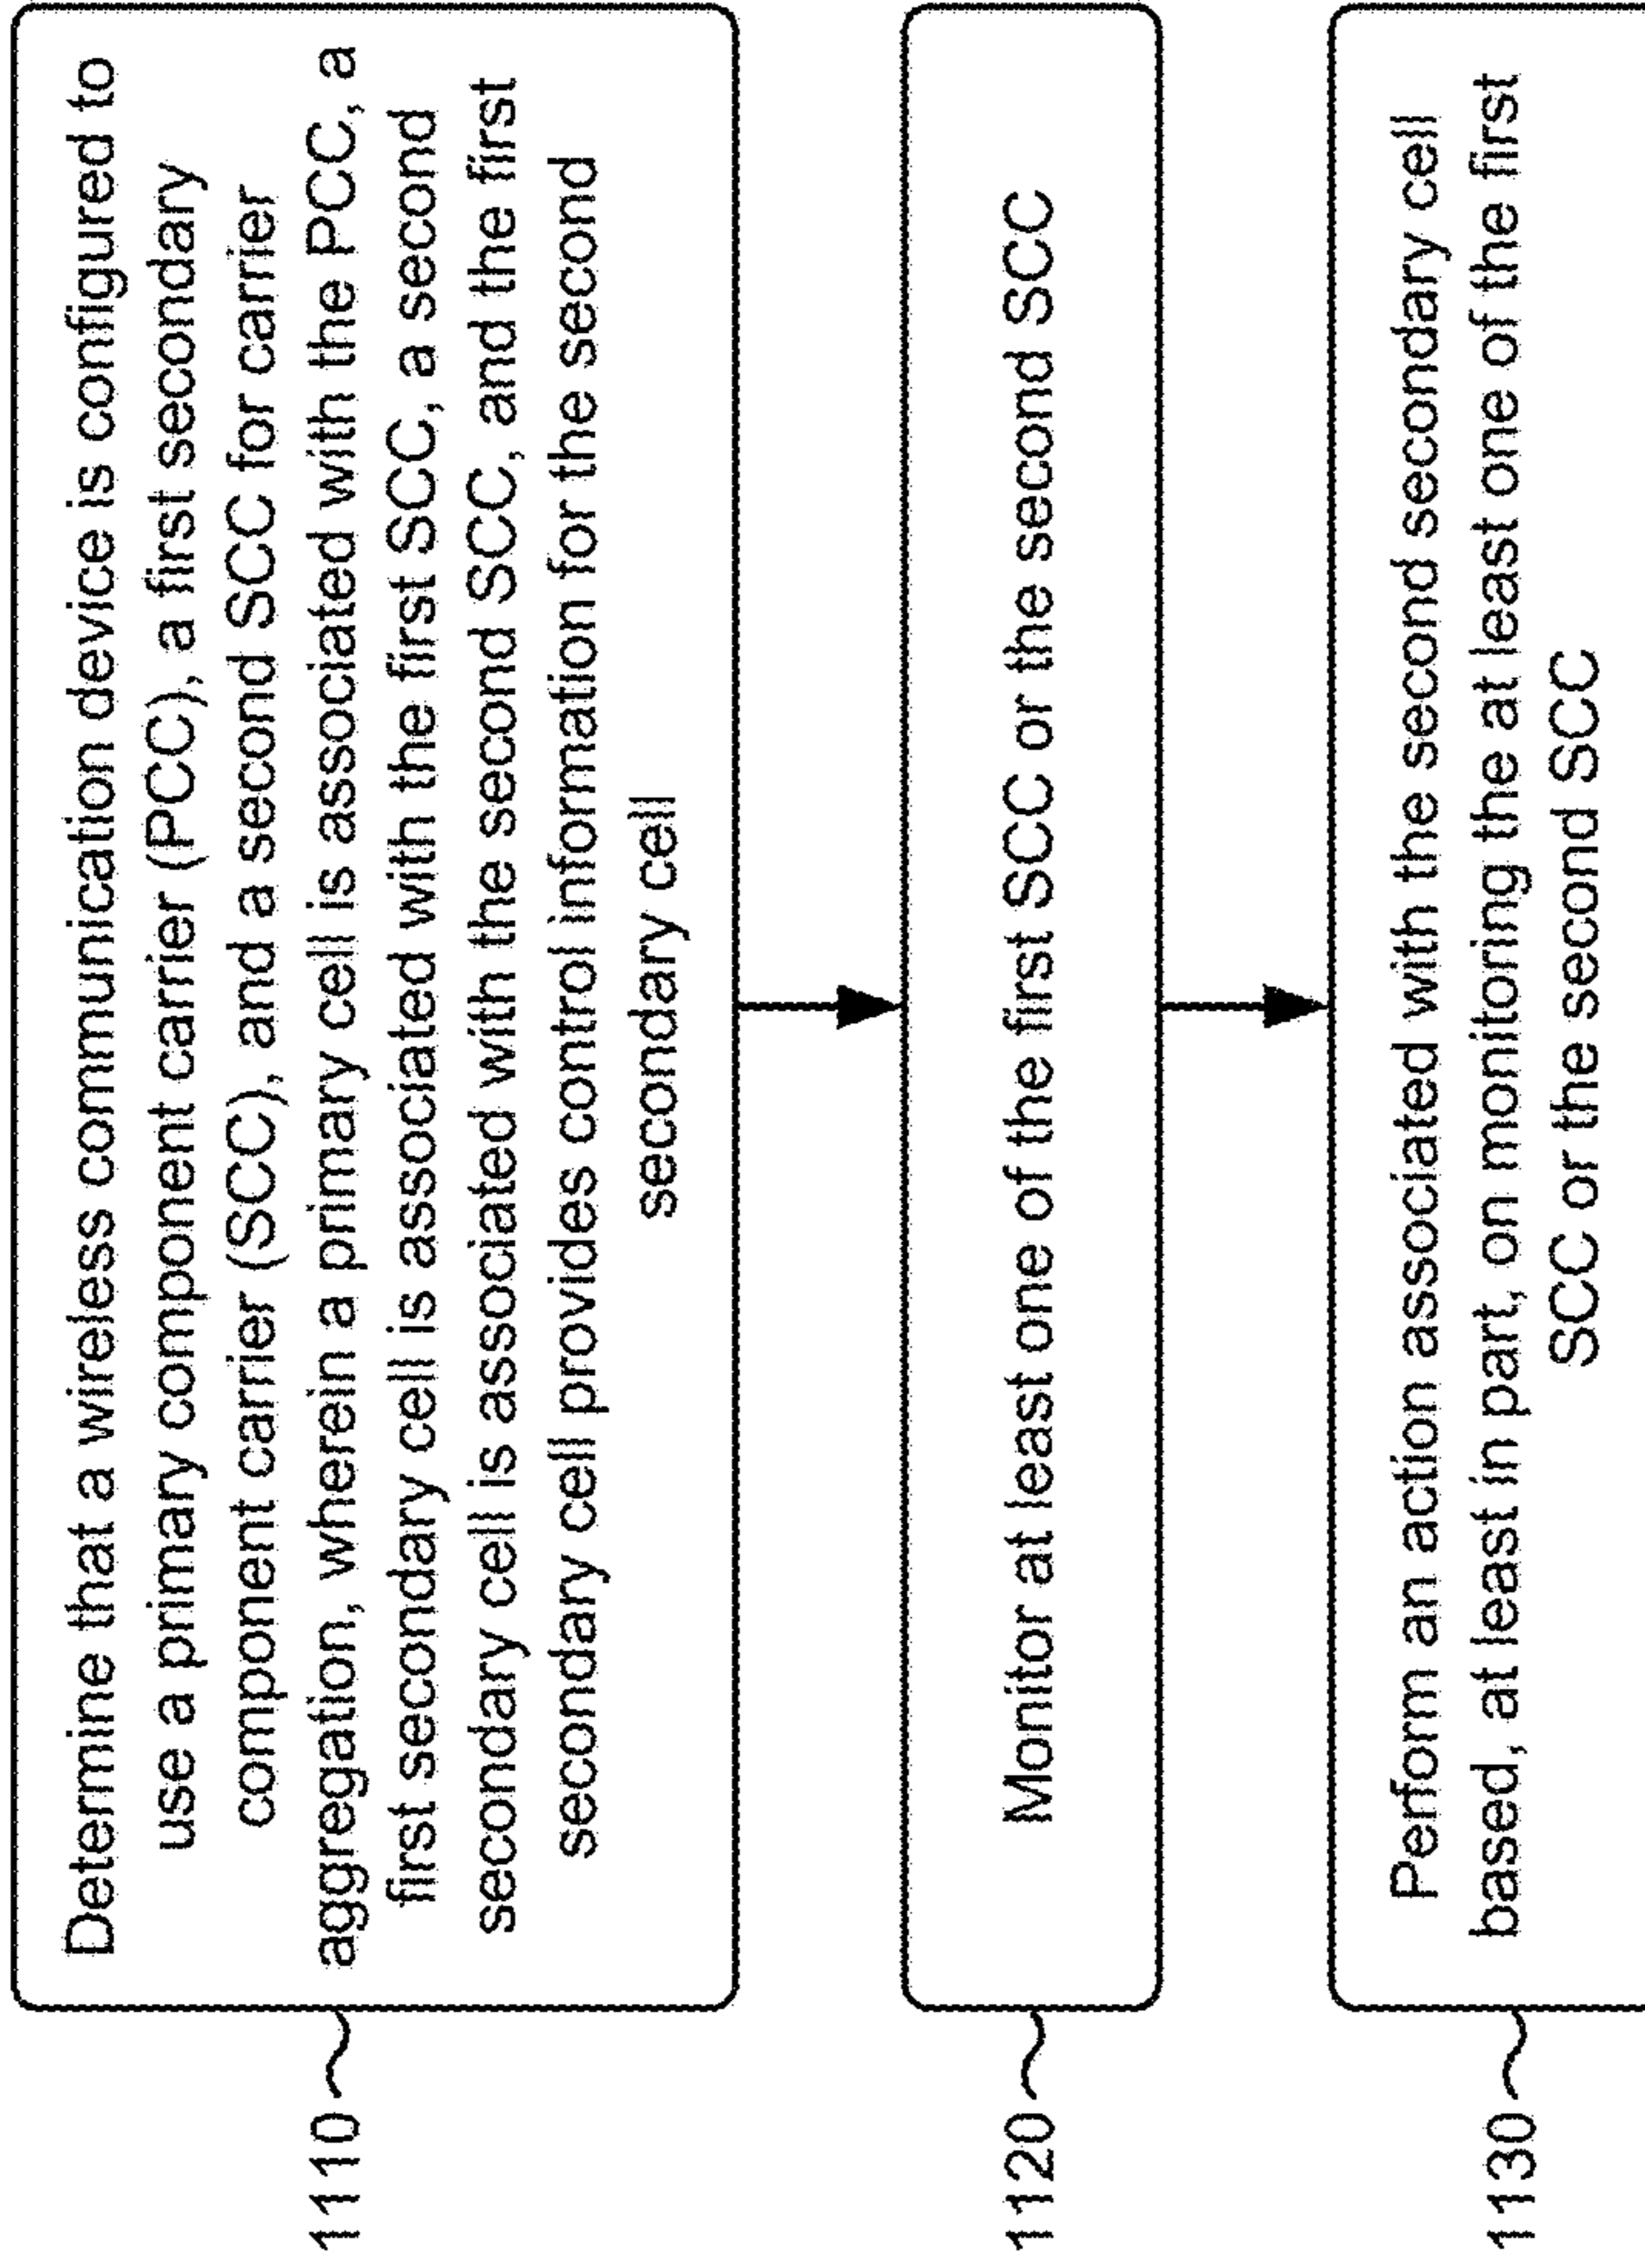 1110
Determine that a wireless communication device is configured to
use a primary component carrier (PCC), a first secondary
component carrier (SCC), and a second SCC for carrier
aggregation, wherein a primary cell is associated with the PCC, a
first secondary cell is associated with the first SCC, a second
secondary cell is associated with the second SCC, and the first
secondary cell provides control information for the second
secondary cell
1120
Monitor at least one of the first SCC or the second SCC
1130
Perform an action associated with the second secondary cell
based, at least in part, on monitoring the at least one of the first
SCC or the second SCC